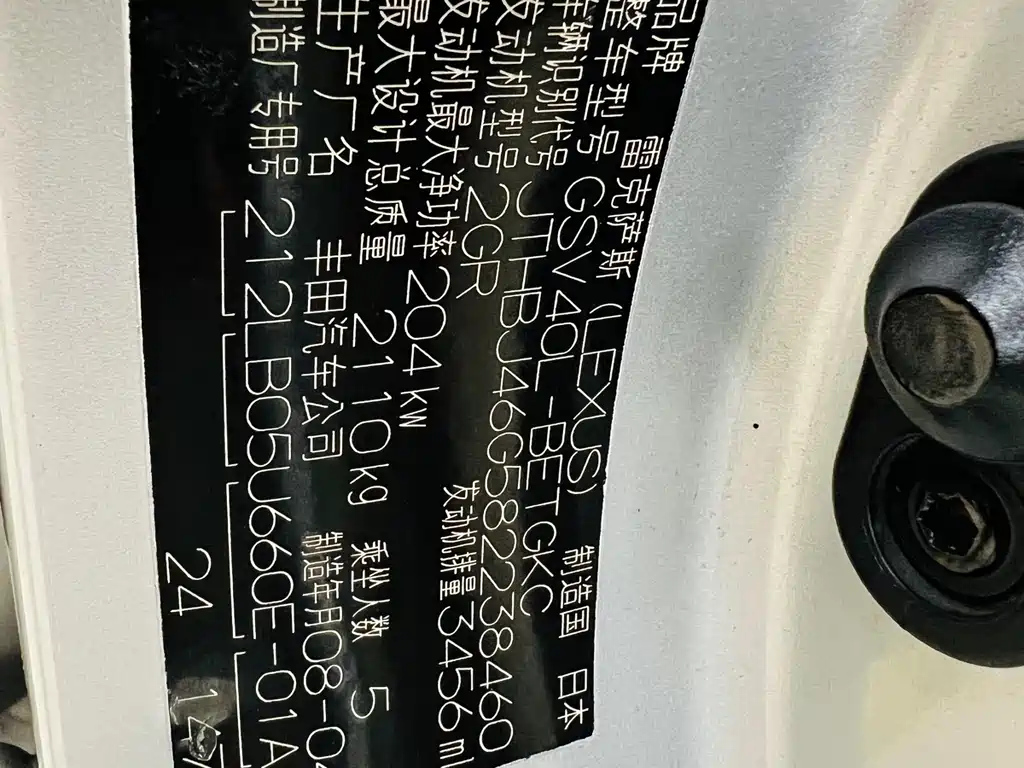 品牌 雷克萨斯 (LEXUS) 制造国 日本
整车型号 GSV40L-BETGKC
车辆识别代号 JTHBJ46G582238460
发动机型号 2GR
发动机最大净功率 204kW 发动机排量 3456ml
最大设计总质量 2110kg 乘坐人数 5
生产厂名 丰田汽车公司 制造年月 08-04
制造厂专用号 212LB05U660E-01A
24